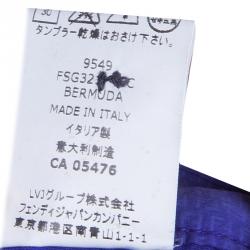 30
タンブラー乾燥はおさけ下さい。
9549
FSG32 C
BERMUDA
MADE IN ITALY
イタリア製
意大利制造
CA 05476
LVJグループ株式会社
フェンディジャパンカンパニー
東京都港区南青山1-1-1